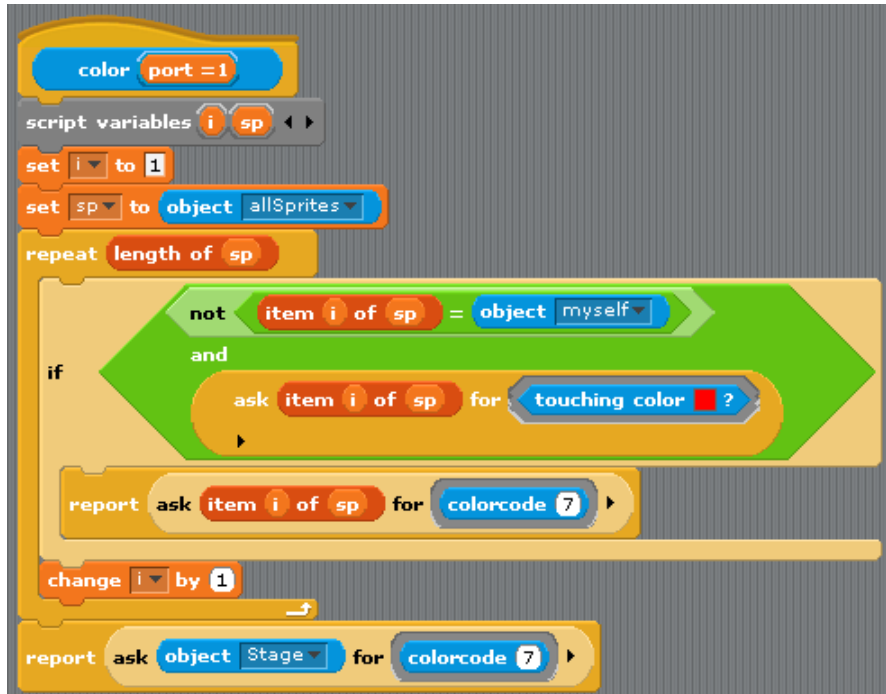 color port =1
script variables i sp
set i to 1
set sp to object allSprites
repeat length of sp
not item i of sp = object myself
and
if
ask item i of sp for touching color ?
report ask item i of sp for colorcode 7
change i by 1
report ask object Stage for colorcode 7